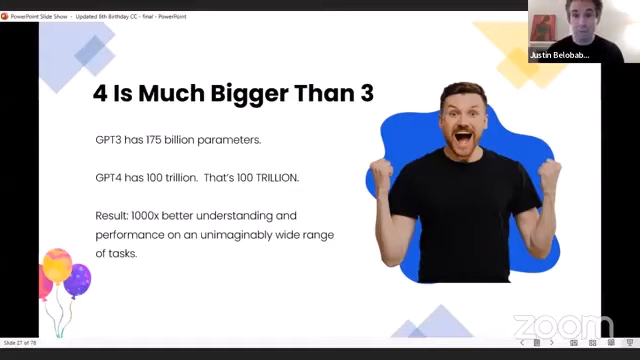 PowerPoint Slide Show - Updated 8th Birthday CC - final - PowerPoint
Justin Belobab...
4 Is Much Bigger Than 3
GPT3 has 175 billion parameters.
GPT4 has 100 trillion. That's 100 TRILLION.
Result: 1000x better understanding and
performance on an unimaginably wide range
of tasks.
zoom
Slide 27 of 78